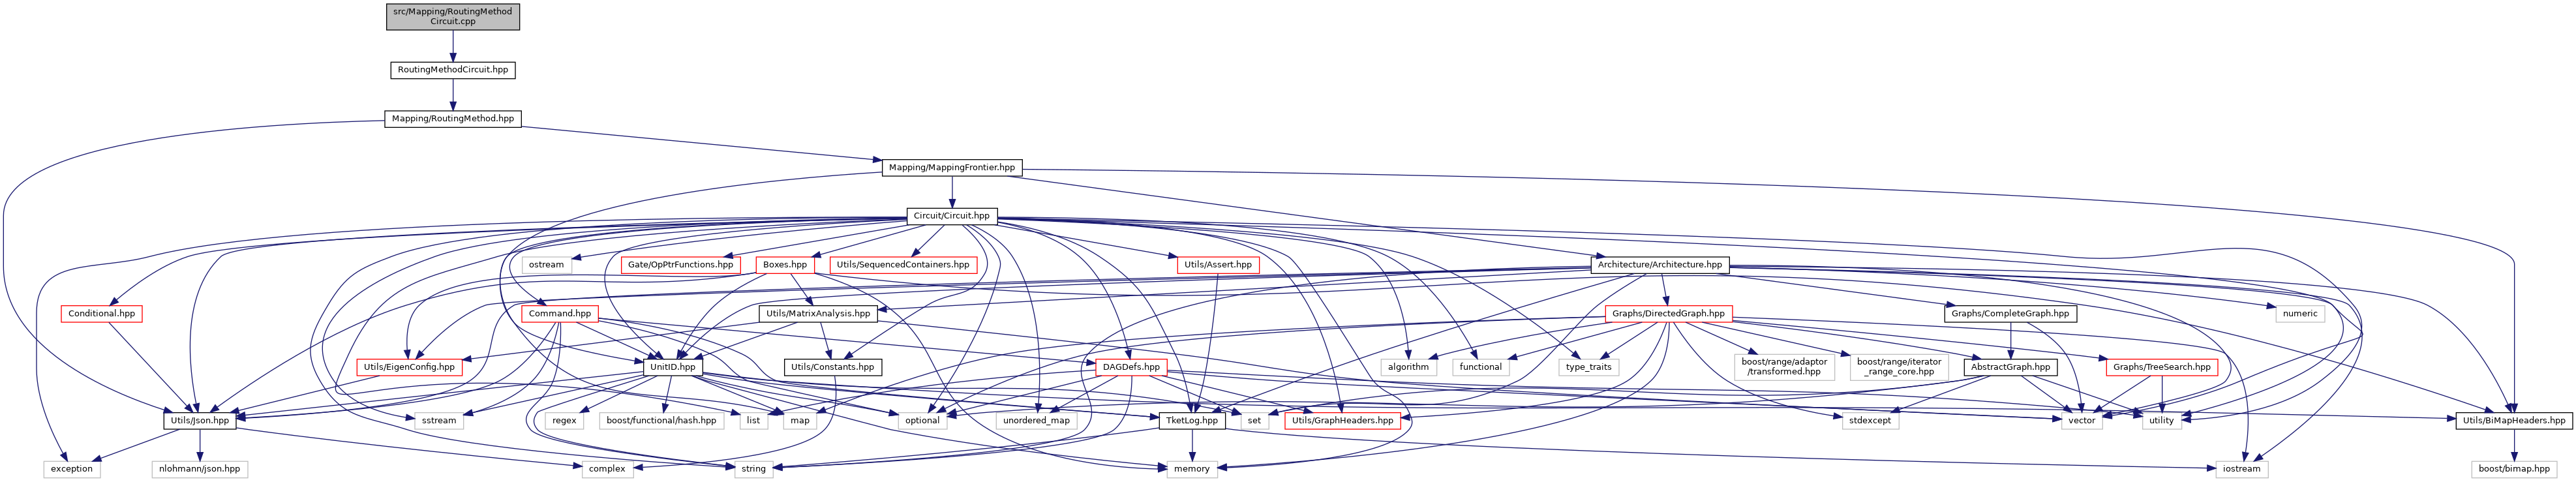 src/Mapping/RoutingMethod
Circuit.cpp
RoutingMethodCircuit.hpp
Mapping/RoutingMethod.hpp
Mapping/MappingFrontier.hpp
Circuit/Circuit.hpp
ostream
Gate/OpPtrFunctions.hpp
Boxes.hpp
Utils/SequencedContainers.hpp
Utils/Assert.hpp
Architecture/Architecture.hpp
Conditional.hpp
Command.hpp
Utils/MatrixAnalysis.hpp
Graphs/DirectedGraph.hpp
Graphs/CompleteGraph.hpp
numeric
Utils/EigenConfig.hpp
UnitID.hpp
Utils/Constants.hpp
DAGDefs.hpp
algorithm
functional
type_traits
boost/range/adaptor
/transformed.hpp
boost/range/iterator
_range_core.hpp
AbstractGraph.hpp
Graphs/TreeSearch.hpp
Utils/Json.hpp
sstream
regex
boost/functional/hash.hpp
list
map
optional
unordered_map
TketLog.hpp
set
Utils/GraphHeaders.hpp
stdexcept
vector
utility
Utils/BiMapHeaders.hpp
exception
nlohmann/json.hpp
complex
string
memory
iostream
boost/bimap.hpp